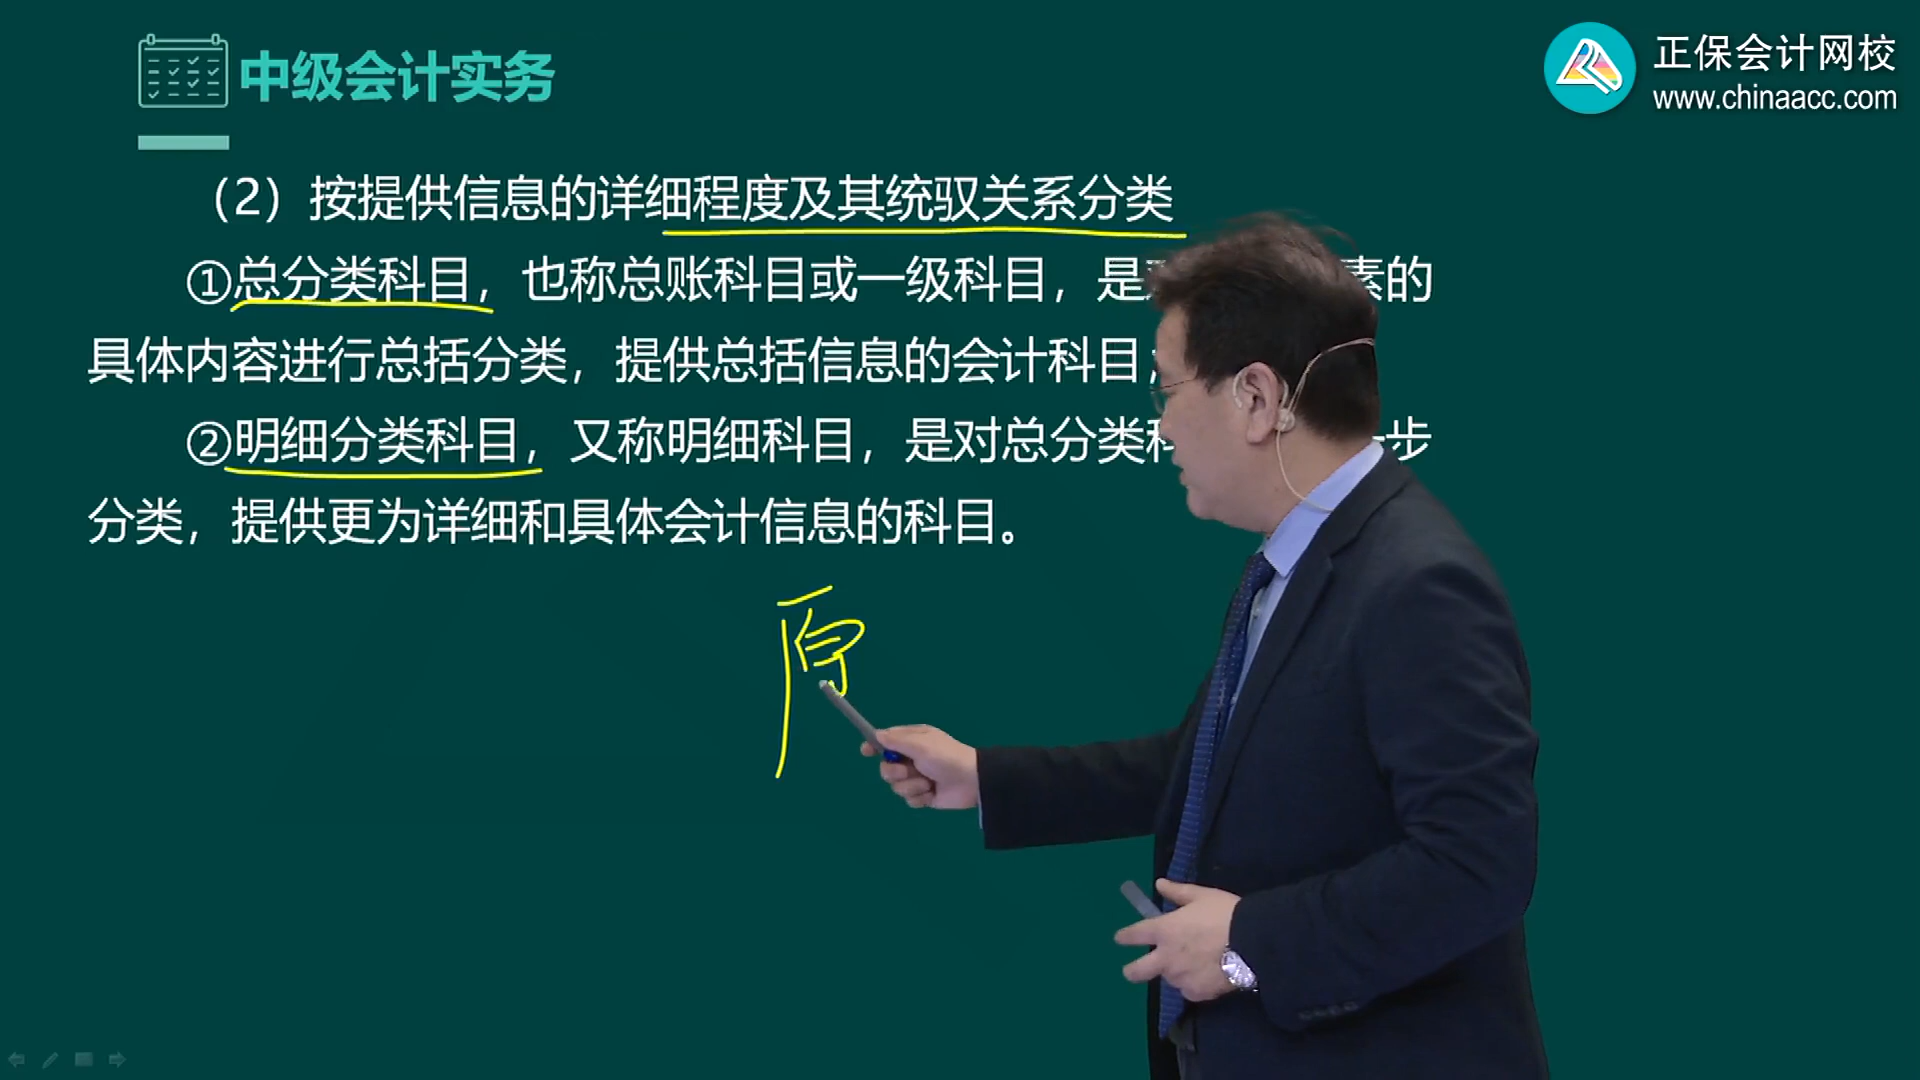 中级会计实务
正保会计网校
www.chinaacc.com
（2）按提供信息的详细程度及其统驭关系分类
①总分类科目，也称总账科目或一级科目，是 素的
具体内容进行总括分类，提供总括信息的会计科目；
②明细分类科目，又称明细科目，是对总分类科 步
分类，提供更为详细和具体会计信息的科目。
原